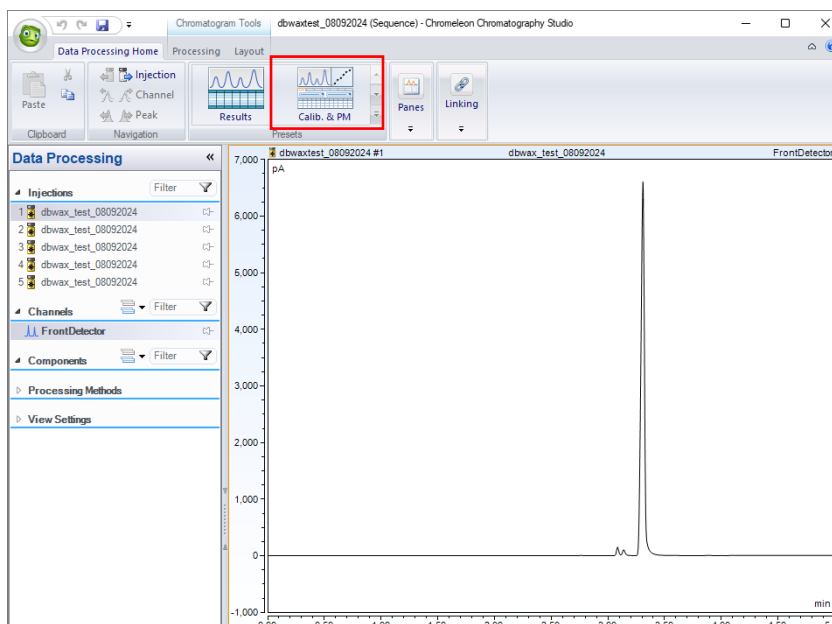 Chromatogram Tools
dbwaxtest_08092024 (Sequence) - Chromeleon Chromatography Studio
Data Processing Home
Processing
Layout
Paste
Clipboard
Injection
Channel
Peak
Navigation
Results
Calib. & PM
Presets
Panes
Linking
Data Processing
Injections
Filter
1 dbwax_test_08092024
2 dbwax_test_08092024
3 dbwax_test_08092024
4 dbwax_test_08092024
5 dbwax_test_08092024
Channels
Filter
FrontDetector
Components
Filter
Processing Methods
View Settings
dbwaxtest_08092024 #1
dbwax_test_08092024
FrontDetector
pA
7,000
6,000
5,000
4,000
3,000
2,000
1,000
0
-1,000
min